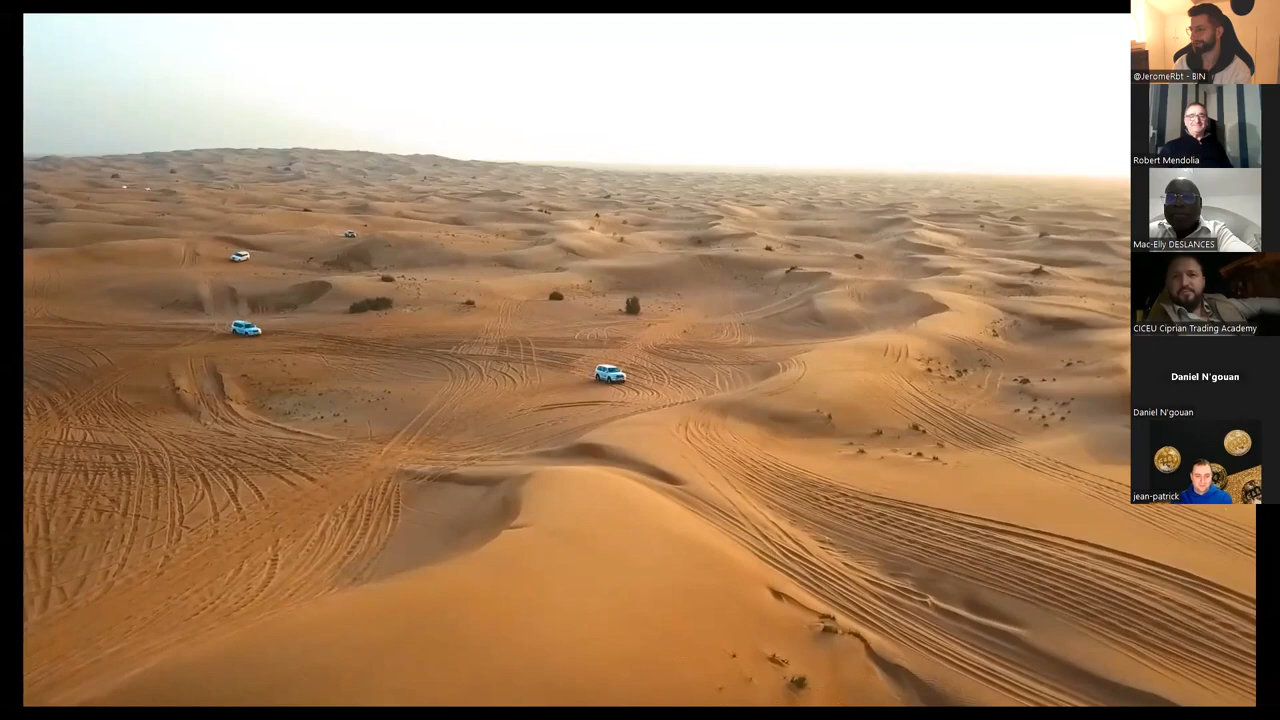 @JeromeRbt - BIN
Robert Mendolia
Mac-Elly DESLANCES
CICEU Ciprian Trading Academy
Daniel N'gouan
Daniel N'gouan
jean-patrick